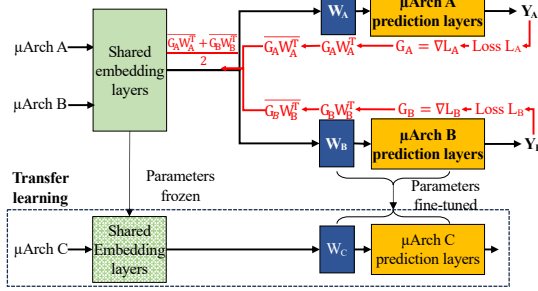 μArch A
μArch B
Shared
embedding
layers
G_A W_A^T + G_B W_B^T
2
W_A
μArch A
prediction layers
Y_A
G_A W_A^T
G_A W_A^T
G_A = ∇L_A
Loss L_A
G_B W_B^T
G_B W_B^T
G_B = ∇L_B
Loss L_B
W_B
μArch B
prediction layers
Transfer
learning
Parameters
frozen
Parameters
fine-tuned
μArch C
Shared
Embedding
layers
W_C
μArch C
prediction layers